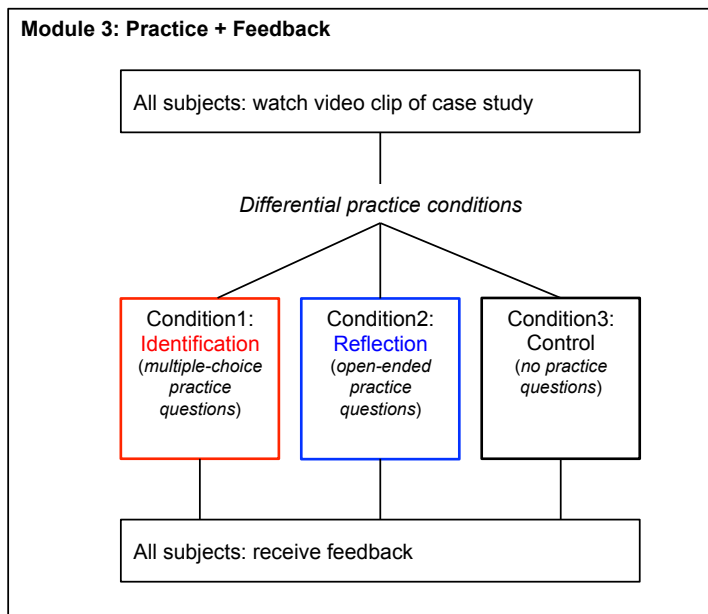 Module 3: Practice + Feedback
All subjects: watch video clip of case study
Differential practice conditions
Condition1:
Identification
(multiple-choice
practice
questions)
Condition2:
Reflection
(open-ended
practice
questions)
Condition3:
Control
(no practice
questions)
All subjects: receive feedback